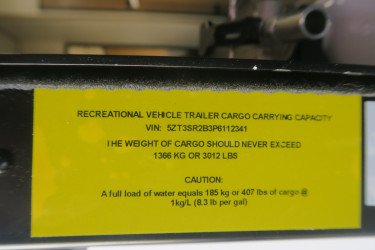 RECREATIONAL VEHICLE TRAILER CARGO CARRYING CAPACITY
VIN: 5ZT3SR2B3P6112341
THE WEIGHT OF CARGO SHOULD NEVER EXCEED
1366 KG OR 3012 LBS
CAUTION:
A full load of water equals 185 kg or 407 lbs of cargo @
1kg/L (8.3 lb per gal)